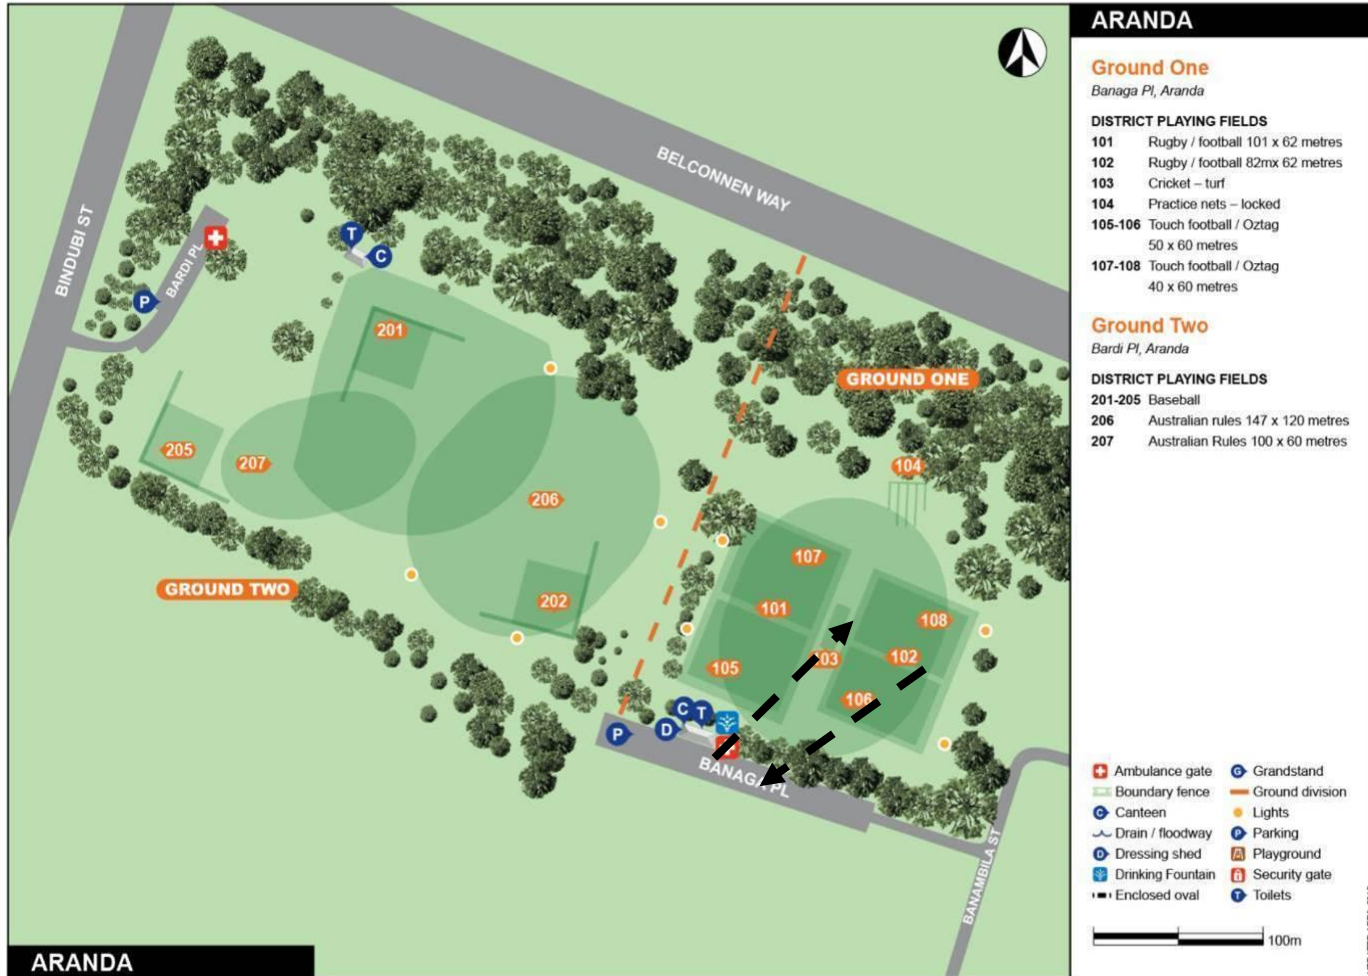 ARANDA
Ground One
Banaga Pl, Aranda
DISTRICT PLAYING FIELDS
101 Rugby / football 101 x 62 metres
102 Rugby / football 82mx 62 metres
103 Cricket – turf
104 Practice nets – locked
105-106 Touch football / Oztag
50 x 60 metres
107-108 Touch football / Oztag
40 x 60 metres
Ground Two
Bardi Pl, Aranda
DISTRICT PLAYING FIELDS
201-205 Baseball
206 Australian rules 147 x 120 metres
207 Australian Rules 100 x 60 metres
BELCONNEN WAY
BINDUBI ST
BARDI PL
T
C
P
201
GROUND ONE
205
207
104
206
107
GROUND TWO
202
101
108
103
102
105
106
C
T
P
D
BANAGA PL
BANAMBILA ST
Ambulance gate
G Grandstand
Boundary fence
Ground division
C Canteen
Lights
Drain / floodway
P Parking
D Dressing shed
Playground
Drinking Fountain
Security gate
Enclosed oval
T Toilets
100m
ARANDA